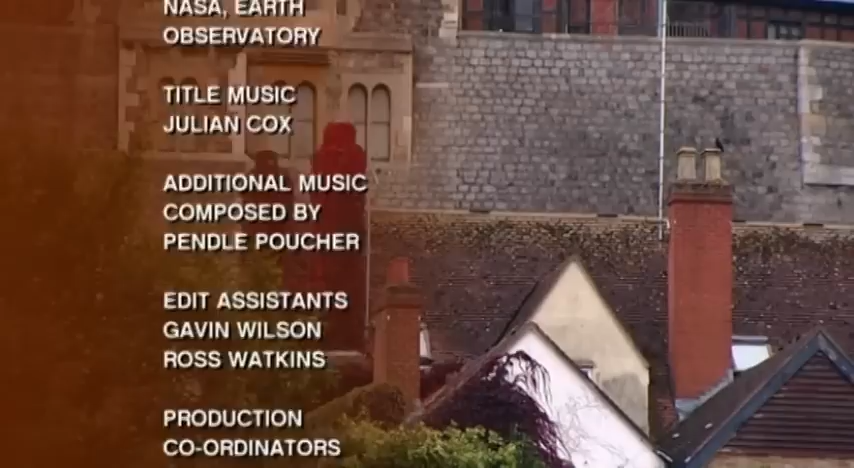 NASA, EARTH
OBSERVATORY
TITLE MUSIC
JULIAN COX
ADDITIONAL MUSIC
COMPOSED BY
PENDLE POUCHER
EDIT ASSISTANTS
GAVIN WILSON
ROSS WATKINS
PRODUCTION
CO-ORDINATORS